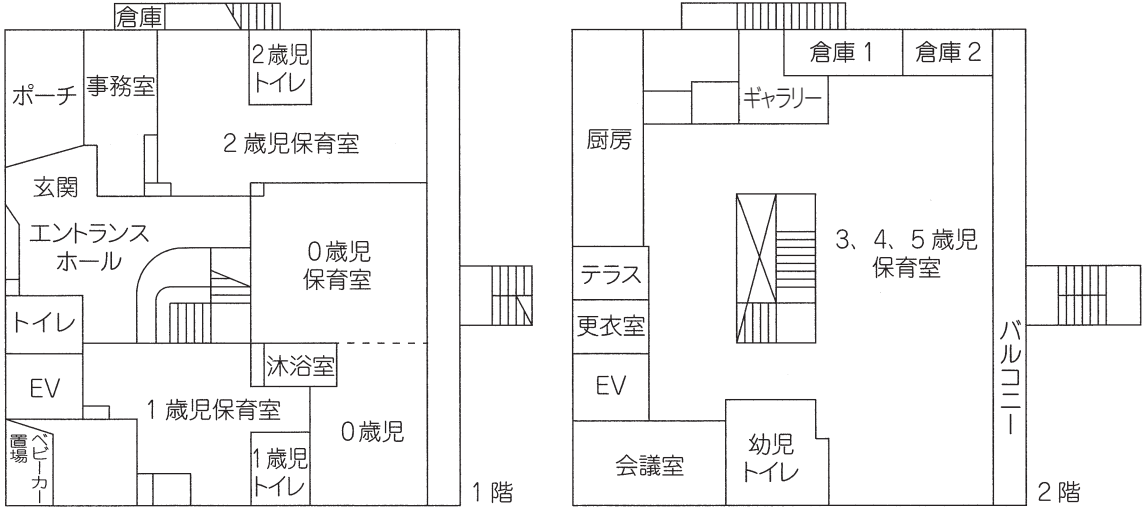 倉庫
2歳児
トイレ
ポーチ
事務室
2歳児保育室
玄関
エントランス
ホール
0歳児
保育室
トイレ
沐浴室
EV
1歳児保育室
0歳児
ベビーカー
置場
1歳児
トイレ
1階
倉庫1
倉庫2
ギャラリー
厨房
3、4、5歳児
保育室
テラス
更衣室
バルコニー
EV
会議室
幼児
トイレ
2階